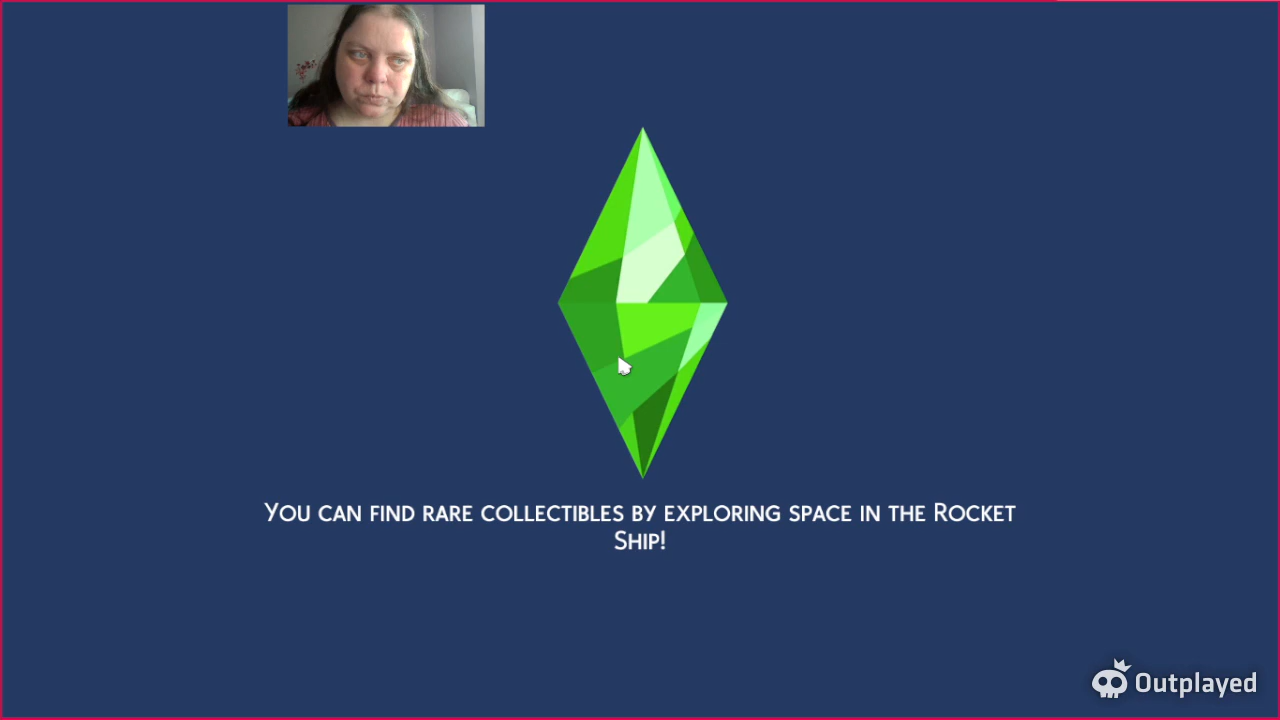 You can find rare collectibles by exploring space in the Rocket
Ship!
Outplayed